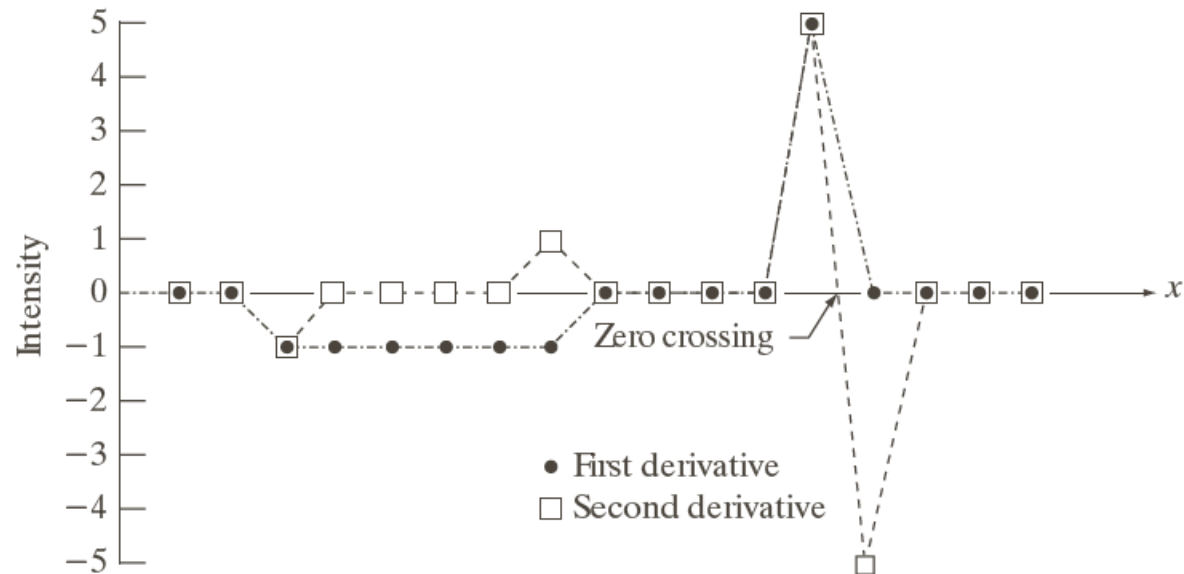 5
4
3
2
1
0
−1
−2
−3
−4
−5
Intensity
x
Zero crossing
First derivative
Second derivative